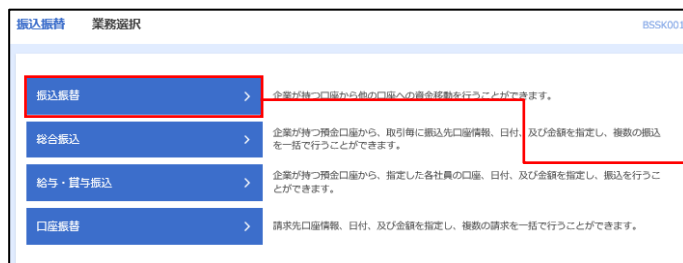 振込振替 業務選択 BSSK001
振込振替 企業が持つ口座から他の口座への資金移動を行うことができます。
総合振込 企業が持つ預金口座から、取引毎に振込先口座情報、日付、及び金額を指定し、複数の振込
を一括で行うことができます。
給与・賞与振込 企業が持つ預金口座から、指定した各社員の口座、日付、及び金額を指定し、振込を行うこ
とができます。
口座振替 請求先口座情報、日付、及び金額を指定し、複数の請求を一括で行うことができます。